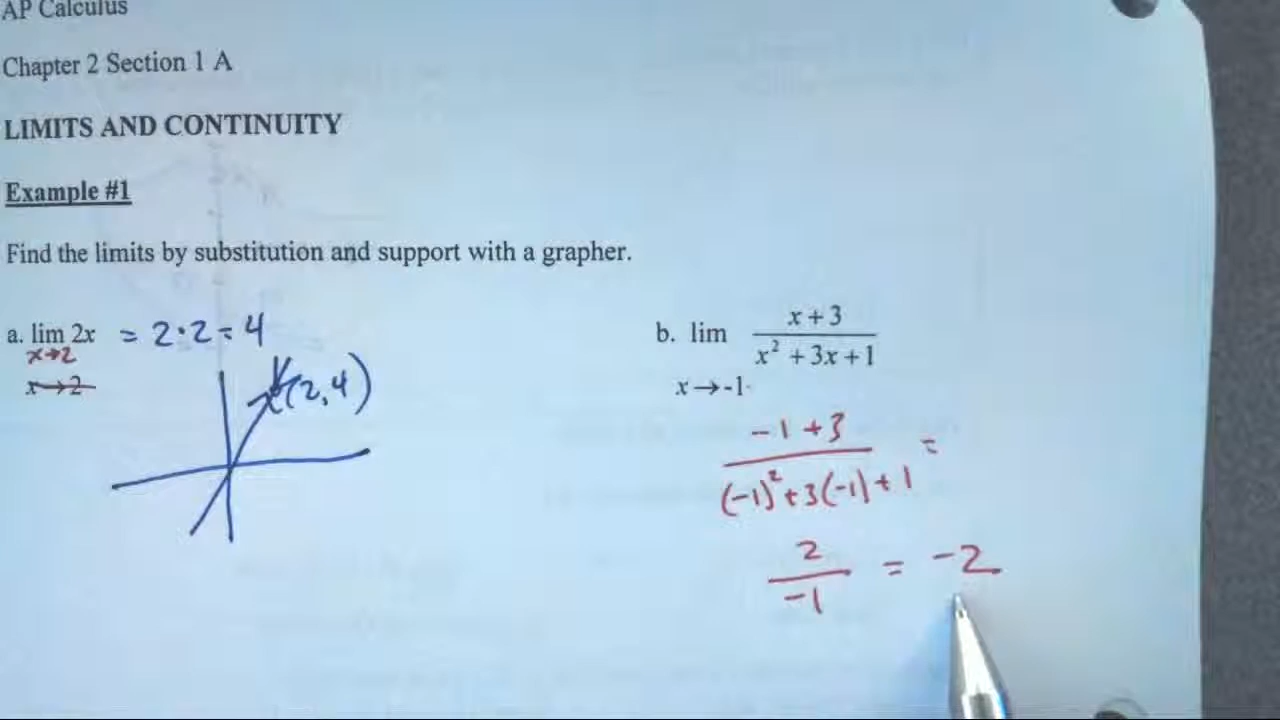 AP Calculus
Chapter 2 Section 1 A
LIMITS AND CONTINUITY
Example #1
Find the limits by substitution and support with a grapher.
a. lim 2x = 2·2 = 4
x→2
x→2
(2,4)
b. lim x+3 / x² +3x+1
x→-1
-1+3 / (-1)²+3(-1)+1 =
2 / -1 = -2